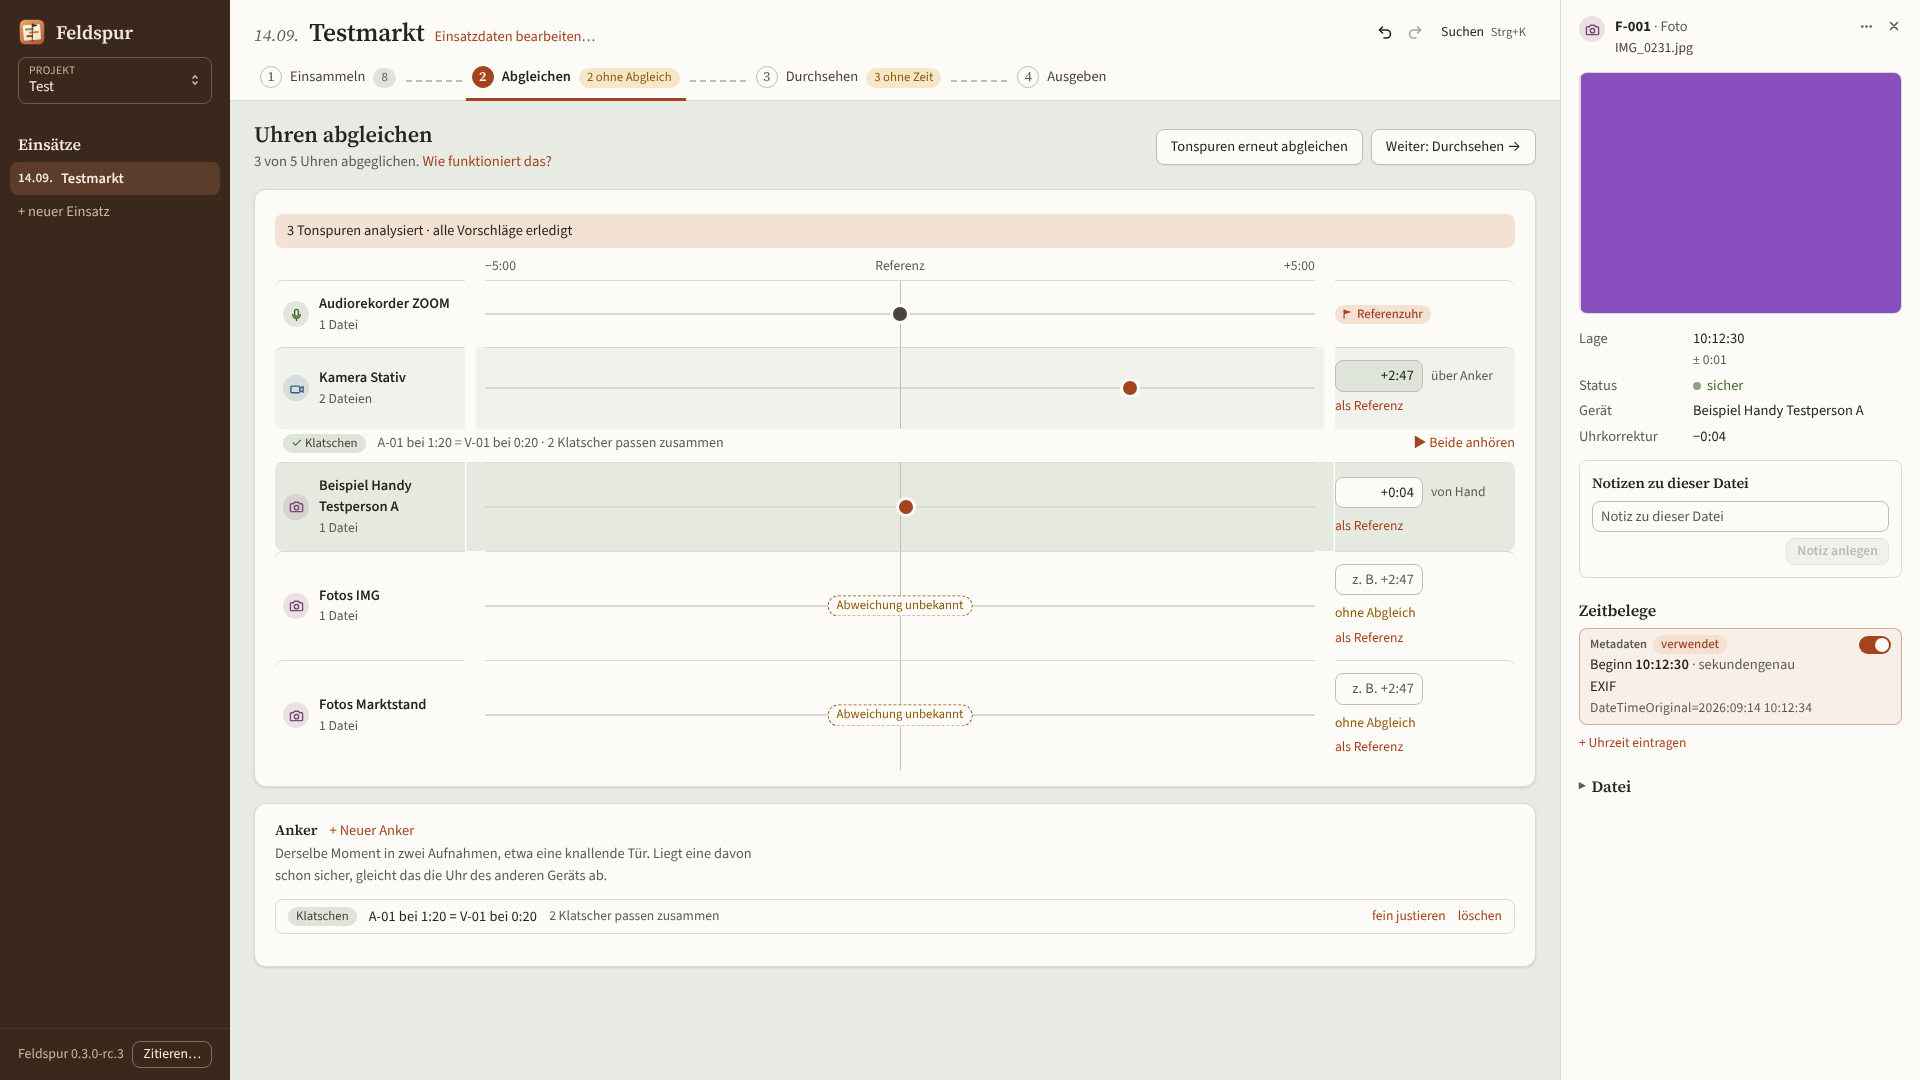 Feldspur
PROJEKT
Test
Einsätze
14.09. Testmarkt
+ neuer Einsatz
Feldspur 0.3.0-rc.3
Zitieren…
14.09. Testmarkt Einsatzdaten bearbeiten…
Suchen Strg+K
1 Einsammeln 8
2 Abgleichen 2 ohne Abgleich
3 Durchsehen 3 ohne Zeit
4 Ausgeben
Uhren abgleichen
3 von 5 Uhren abgeglichen. Wie funktioniert das?
Tonspuren erneut abgleichen
Weiter: Durchsehen →
3 Tonspuren analysiert · alle Vorschläge erledigt
−5:00 Referenz +5:00
Audiorekorder ZOOM
1 Datei
Referenzuhr
Kamera Stativ
2 Dateien
+2:47 über Anker
als Referenz
✓ Klatschen A-01 bei 1:20 = V-01 bei 0:20 · 2 Klatscher passen zusammen
▶ Beide anhören
Beispiel Handy
Testperson A
1 Datei
+0:04 von Hand
als Referenz
Fotos IMG
1 Datei
Abweichung unbekannt
z. B. +2:47
ohne Abgleich
als Referenz
Fotos Marktstand
1 Datei
Abweichung unbekannt
z. B. +2:47
ohne Abgleich
als Referenz
Anker + Neuer Anker
Derselbe Moment in zwei Aufnahmen, etwa eine knallende Tür. Liegt eine davon
schon sicher, gleicht das die Uhr des anderen Geräts ab.
Klatschen A-01 bei 1:20 = V-01 bei 0:20 2 Klatscher passen zusammen
fein justieren löschen
F-001 · Foto
IMG_0231.jpg
Lage 10:12:30
± 0:01
Status sicher
Gerät Beispiel Handy Testperson A
Uhrkorrektur −0:04
Notizen zu dieser Datei
Notiz zu dieser Datei
Notiz anlegen
Zeitbelege
Metadaten verwendet
Beginn 10:12:30 · sekundengenau
EXIF
DateTimeOriginal=2026:09:14 10:12:34
+ Uhrzeit eintragen
▸ Datei